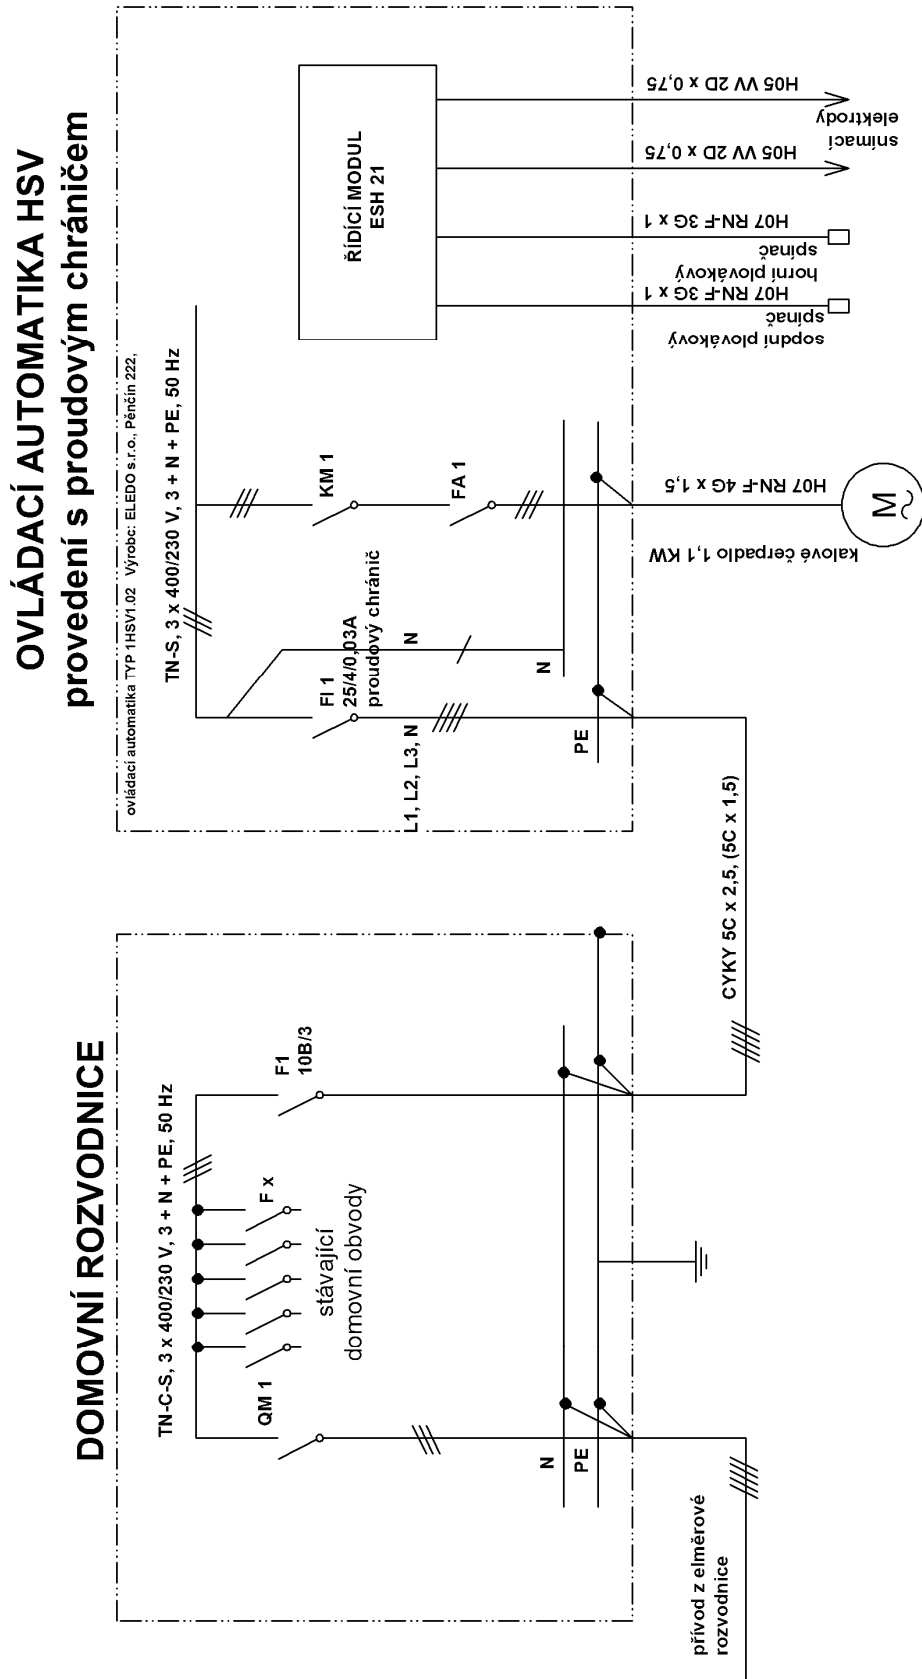 DOMOVNÍ ROZVODNICE
TN-C-S, 3 x 400/230 V, 3 + N + PE, 50 Hz
QM 1
F x
stávající
domovní obvody
F1
10B/3
N
PE
přívod z elměrové
rozvodnice
CYKY 5C x 2,5, (5C x 1,5)
OVLÁDACÍ AUTOMATIKA HSV
provedení s proudovým chráničem
ovládací automatika TYP 1HSV1.02 Výrobc: ELEDO s.r.o., Pěnčín 222,
TN-S, 3 x 400/230 V, 3 + N + PE, 50 Hz
FI 1
25/4/0,03A
proudový chránič
L1, L2, L3, N
N
N
PE
KM 1
FA 1
ŘÍDÍCÍ MODUL
ESH 21
H07 RN-F 4G x 1,5
kalové čerpadlo 1,1 KW
M
H07 RN-F 3G x 1
sopdní plovákový
spínač
H07 RN-F 3G x 1
horní plovákový
spínač
H05 VV 2D x 0,75
H05 VV 2D x 0,75
snímací
elektrody